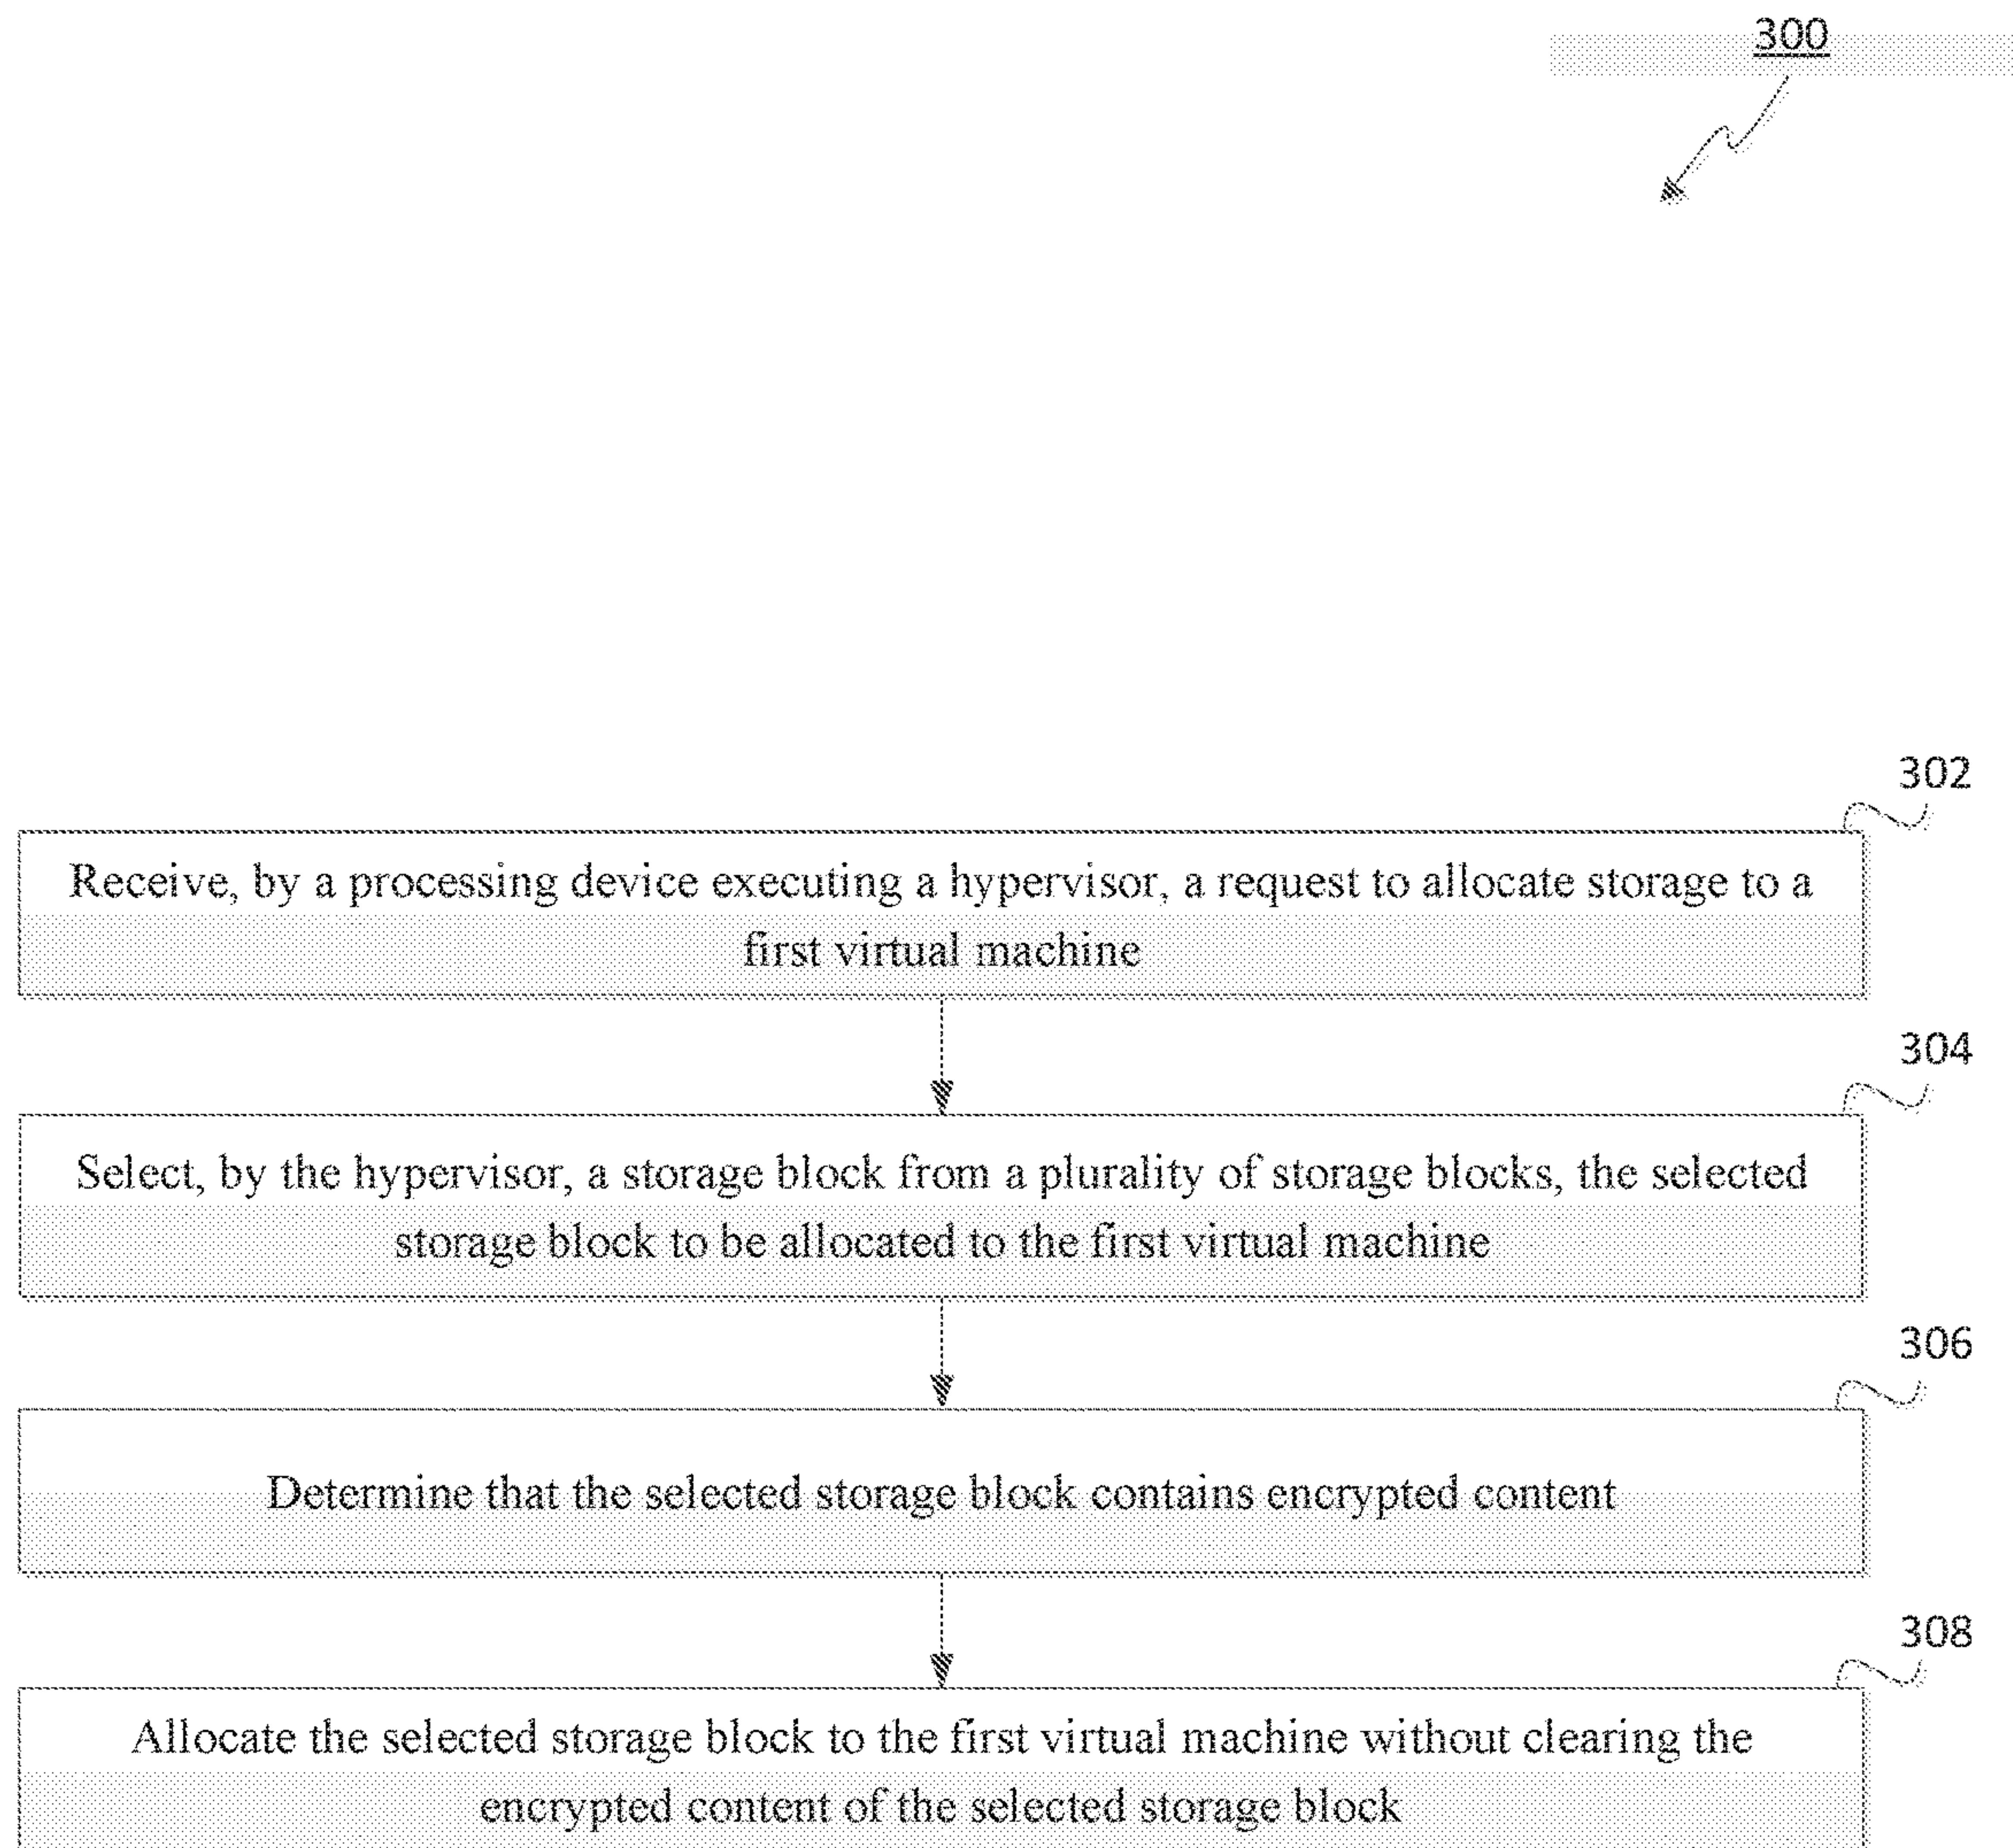 300
302
Receive, by a processing device executing a hypervisor, a request to allocate storage to a
first virtual machine
304
Select, by the hypervisor, a storage block from a plurality of storage blocks, the selected
storage block to be allocated to the first virtual machine
306
Determine that the selected storage block contains encrypted content
308
Allocate the selected storage block to the first virtual machine without clearing the
encrypted content of the selected storage block